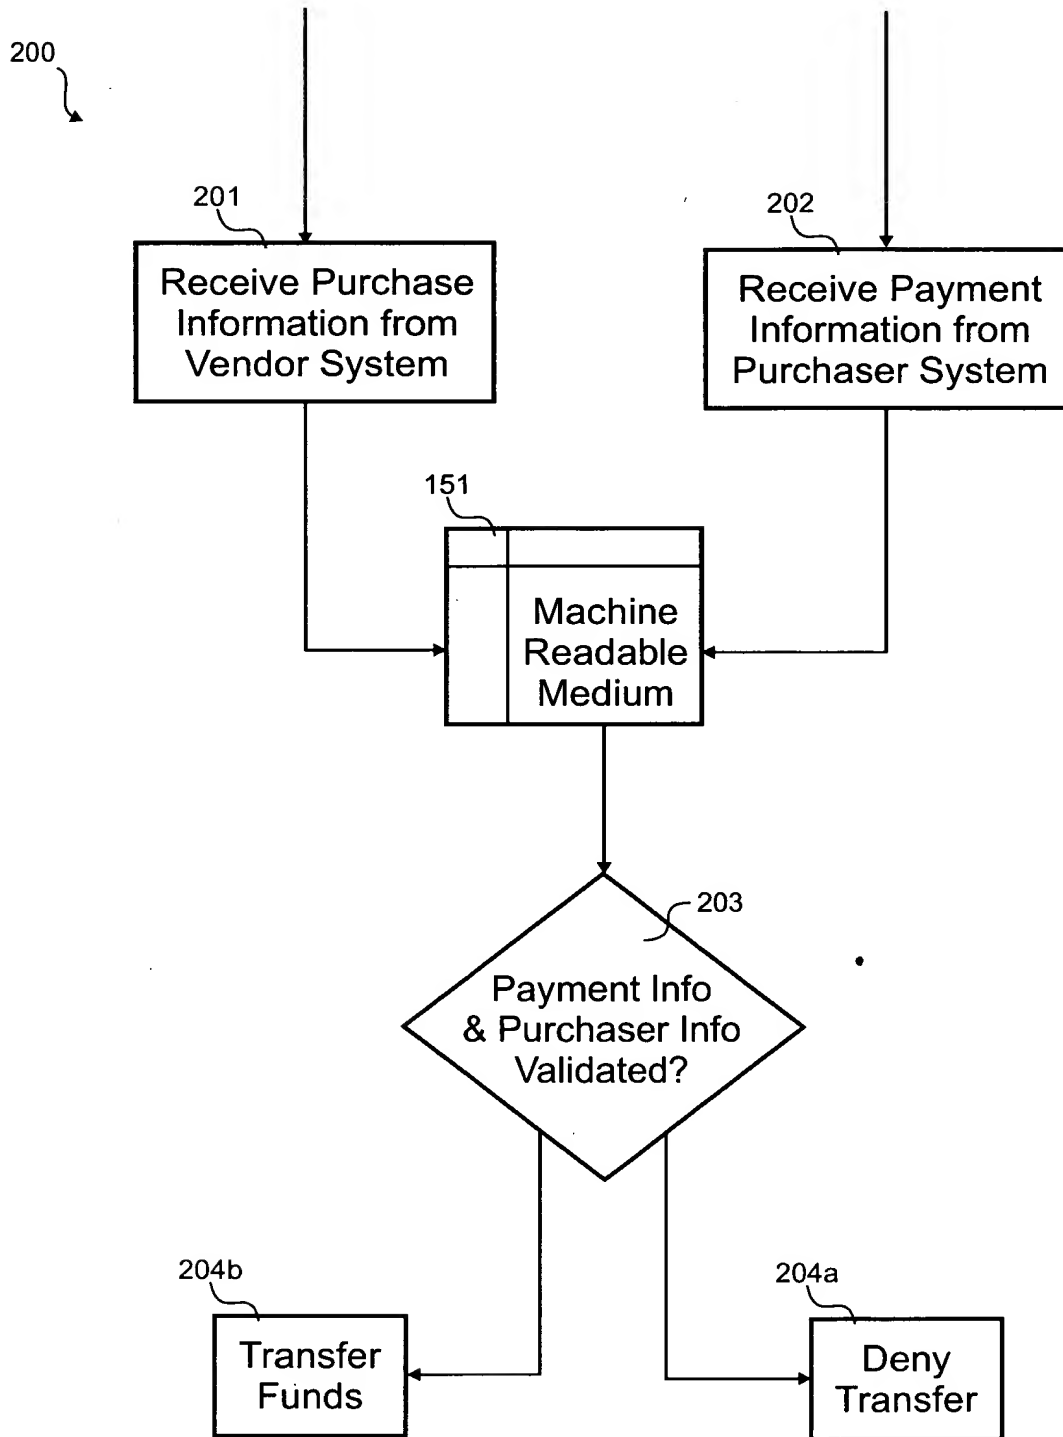 200
201
202
Receive Purchase
Information from
Vendor System
Receive Payment
Information from
Purchaser System
151
Machine
Readable
Medium
203
Payment Info
& Purchaser Info
Validated?
204b
204a
Transfer
Funds
Deny
Transfer